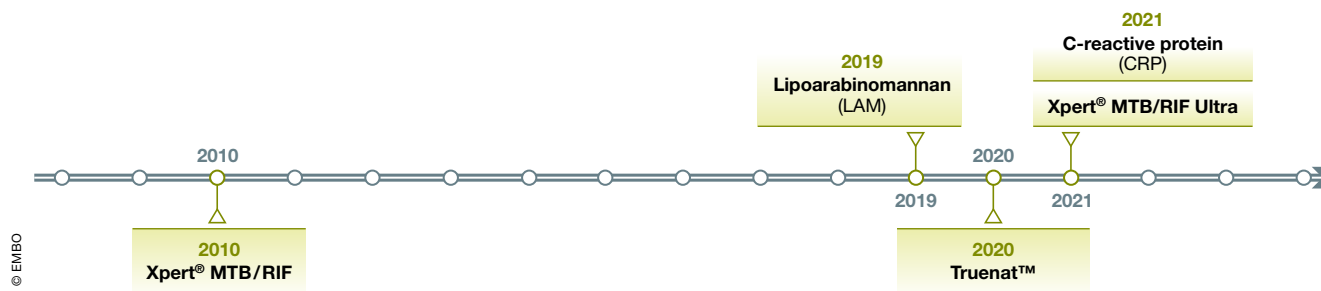 2021
C-reactive protein
(CRP)
2019
Lipoarabinomannan
(LAM)
Xpert® MTB/RIF Ultra
2010
2020
2019
2021
2010
Xpert® MTB/RIF
2020
Truenat™
© EMBO